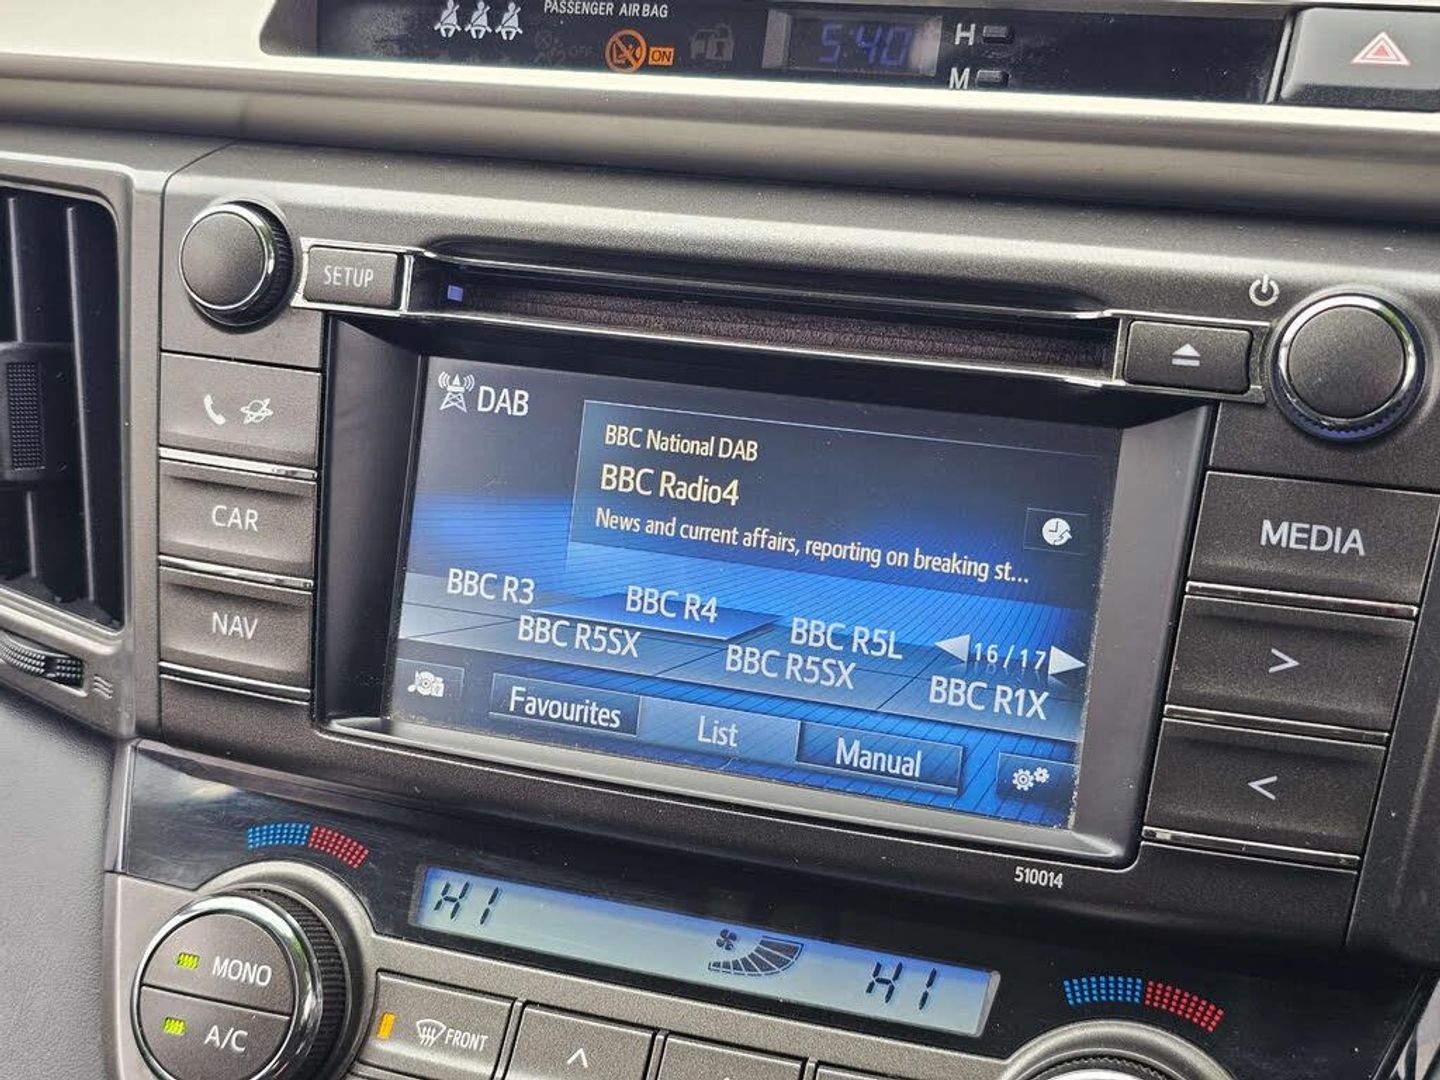 PASSENGER AIR BAG
OFF
ON
5:40
H
M
SETUP
CAR
NAV
MEDIA
>
<
DAB
BBC National DAB
BBC Radio4
News and current affairs, reporting on breaking st...
BBC R3
BBC R4
BBC R5L
16/17
BBC R5SX
BBC R5SX
BBC R1X
Favourites
List
Manual
510014
HI
HI
MONO
A/C
FRONT